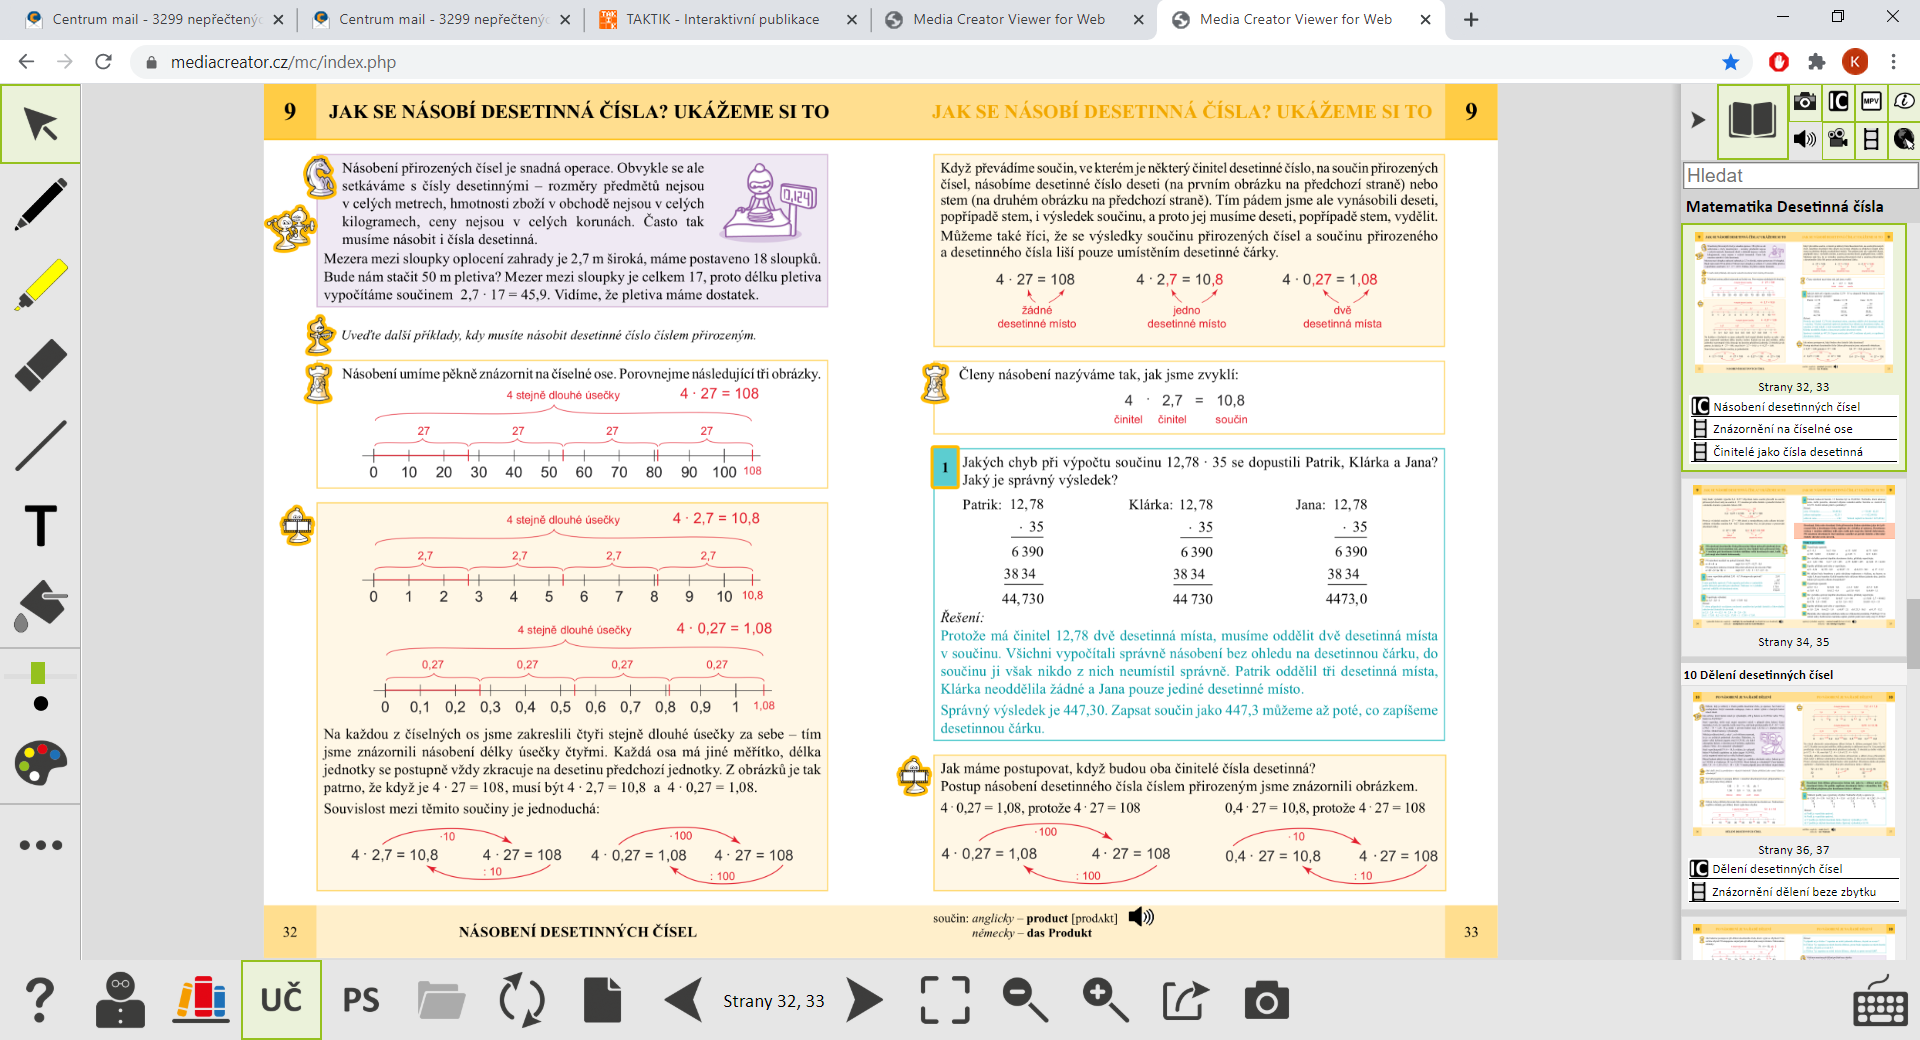 Centrum mail - 3299 nepřečtený
Centrum mail - 3299 nepřečtený
TAKTIK - Interaktivní publikace
Media Creator Viewer for Web
Media Creator Viewer for Web
mediacreator.cz/mc/index.php
K
9 JAK SE NÁSOBÍ DESETINNÁ ČÍSLA? UKÁŽEME SI TO
Násobení přirozených čísel je snadná operace. Obvykle se ale
setkáváme s čísly desetinnými – rozměry předmětů nejsou
v celých metrech, hmotnosti zboží v obchodě nejsou v celých
kilogramech, ceny nejsou v celých korunách. Často tak
musíme násobit i čísla desetinná.
0,124
Mezera mezi sloupky oplocení zahrady je 2,7 m široká, máme postaveno 18 sloupků.
Bude nám stačit 50 m pletiva? Mezer mezi sloupky je celkem 17, proto délku pletiva
vypočítáme součinem 2,7 · 17 = 45,9. Vidíme, že pletiva máme dostatek.
Uveďte další příklady, kdy musíte násobit desetinné číslo číslem přirozeným.
Násobení umíme pěkně znázornit na číselné ose. Porovnejme následující tři obrázky.
4 stejně dlouhé úsečky 4 · 27 = 108
27 27 27 27
0 10 20 30 40 50 60 70 80 90 100 108
4 stejně dlouhé úsečky 4 · 2,7 = 10,8
2,7 2,7 2,7 2,7
0 1 2 3 4 5 6 7 8 9 10 10,8
4 stejně dlouhé úsečky 4 · 0,27 = 1,08
0,27 0,27 0,27 0,27
0 0,1 0,2 0,3 0,4 0,5 0,6 0,7 0,8 0,9 1 1,08
Na každou z číselných os jsme zakreslili čtyři stejně dlouhé úsečky za sebe – tím
jsme znázornili násobení délky úsečky čtyřmi. Každá osa má jiné měřítko, délka
jednotky se postupně vždy zkracuje na desetinu předchozí jednotky. Z obrázků je tak
patrno, že když je 4 · 27 = 108, musí být 4 · 2,7 = 10,8 a 4 · 0,27 = 1,08.
Souvislost mezi těmito součiny je jednoduchá:
·10 ·100
4 · 2,7 = 10,8 4 · 27 = 108 4 · 0,27 = 1,08 4 · 27 = 108
: 10 : 100
32 NÁSOBENÍ DESETINNÝCH ČÍSEL
JAK SE NÁSOBÍ DESETINNÁ ČÍSLA? UKÁŽEME SI TO 9
Když převádíme součin, ve kterém je některý činitel desetinné číslo, na součin přirozených
čísel, násobíme desetinné číslo deseti (na prvním obrázku na předchozí straně) nebo
stem (na druhém obrázku na předchozí straně). Tím pádem jsme ale vynásobili deseti,
popřípadě stem, i výsledek součinu, a proto jej musíme deseti, popřípadě stem, vydělit.
Můžeme také říci, že se výsledky součinu přirozených čísel a součinu přirozeného
a desetinného čísla liší pouze umístěním desetinné čárky.
4 · 27 = 108 4 · 2,7 = 10,8 4 · 0,27 = 1,08
žádné jedno dvě
desetinné místo desetinné místo desetinná místa
Členy násobení nazýváme tak, jak jsme zvyklí:
4 · 2,7 = 10,8
činitel činitel součin
1 Jakých chyb při výpočtu součinu 12,78 · 35 se dopustili Patrik, Klárka a Jana?
Jaký je správný výsledek?
Patrik: 12,78 Klárka: 12,78 Jana: 12,78
· 35 · 35 · 35
6 390 6 390 6 390
38 34 38 34 38 34
44,730 44 730 4473,0
Řešení:
Protože má činitel 12,78 dvě desetinná místa, musíme oddělit dvě desetinná místa
v součinu. Všichni vypočítali správně násobení bez ohledu na desetinnou čárku, do
součinu ji však nikdo z nich neumístil správně. Patrik oddělil tři desetinná místa,
Klárka neoddělila žádné a Jana pouze jediné desetinné místo.
Správný výsledek je 447,30. Zapsat součin jako 447,3 můžeme až poté, co zapíšeme
desetinnou čárku.
Jak máme postupovat, když budou oba činitelé čísla desetinná?
Postup násobení desetinného čísla číslem přirozeným jsme znázornili obrázkem.
4 · 0,27 = 1,08, protože 4 · 27 = 108 0,4 · 27 = 10,8, protože 4 · 27 = 108
·100 ·10
4 · 0,27 = 1,08 4 · 27 = 108 0,4 · 27 = 10,8 4 · 27 = 108
: 100 : 10
součin: anglicky – product [prodʌkt]
německy – das Produkt
33
MPV
Hledat
Matematika Desetinná čísla
Strany 32, 33
Násobení desetinných čísel
Znázornění na číselné ose
Činitelé jako čísla desetinná
Strany 34, 35
10 Dělení desetinných čísel
Strany 36, 37
Dělení desetinných čísel
Znázornění dělení beze zbytku
T
UČ
PS
Strany 32, 33